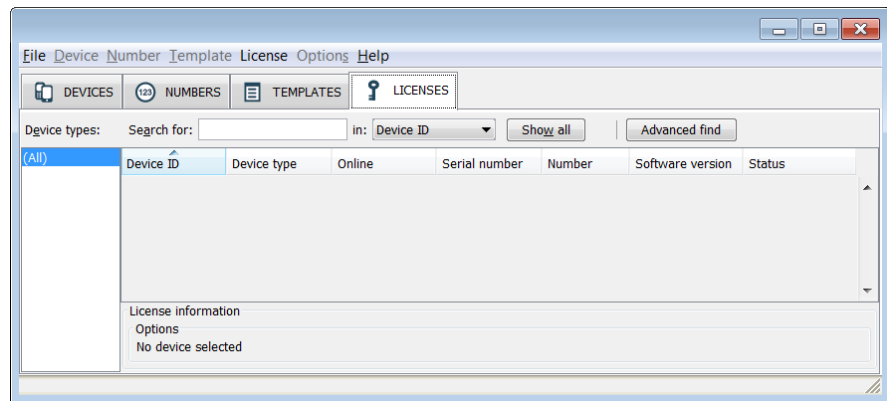 File Device Number Template License Options Help
DEVICES 123 NUMBERS TEMPLATES LICENSES
Device types: Search for: in: Device ID Show all Advanced find
(All) Device ID Device type Online Serial number Number Software version Status
License information
Options
No device selected